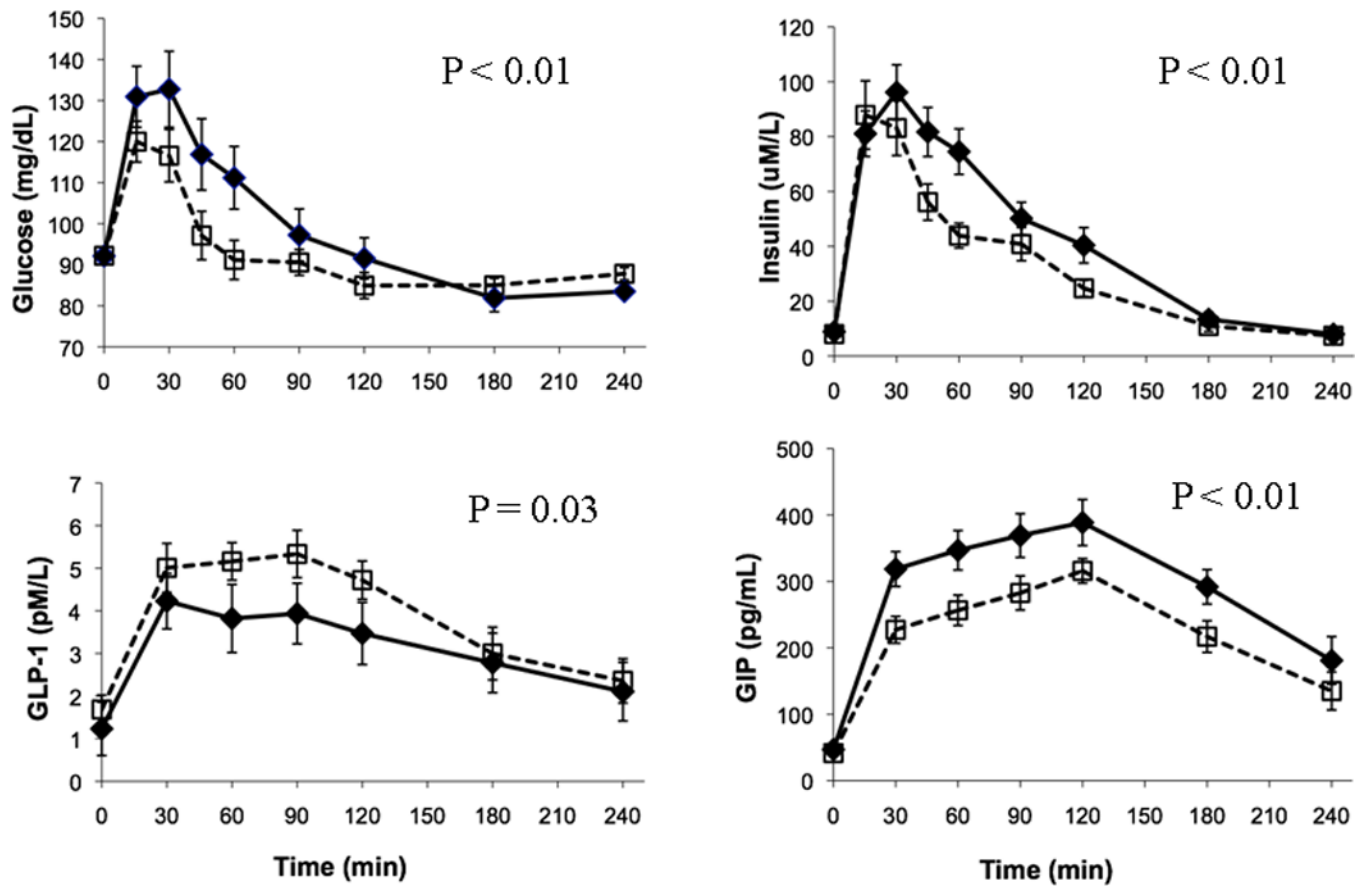 150
140
130
120
110
100
90
80
70
Glucose (mg/dL)
P < 0.01
0 30 60 90 120 150 180 210 240
120
100
80
60
40
20
0
Insulin (uM/L)
P < 0.01
0 30 60 90 120 150 180 210 240
7
6
5
4
3
2
1
0
GLP-1 (pM/L)
P = 0.03
0 30 60 90 120 150 180 210 240
Time (min)
500
400
300
200
100
0
GIP (pg/mL)
P < 0.01
0 30 60 90 120 150 180 210 240
Time (min)